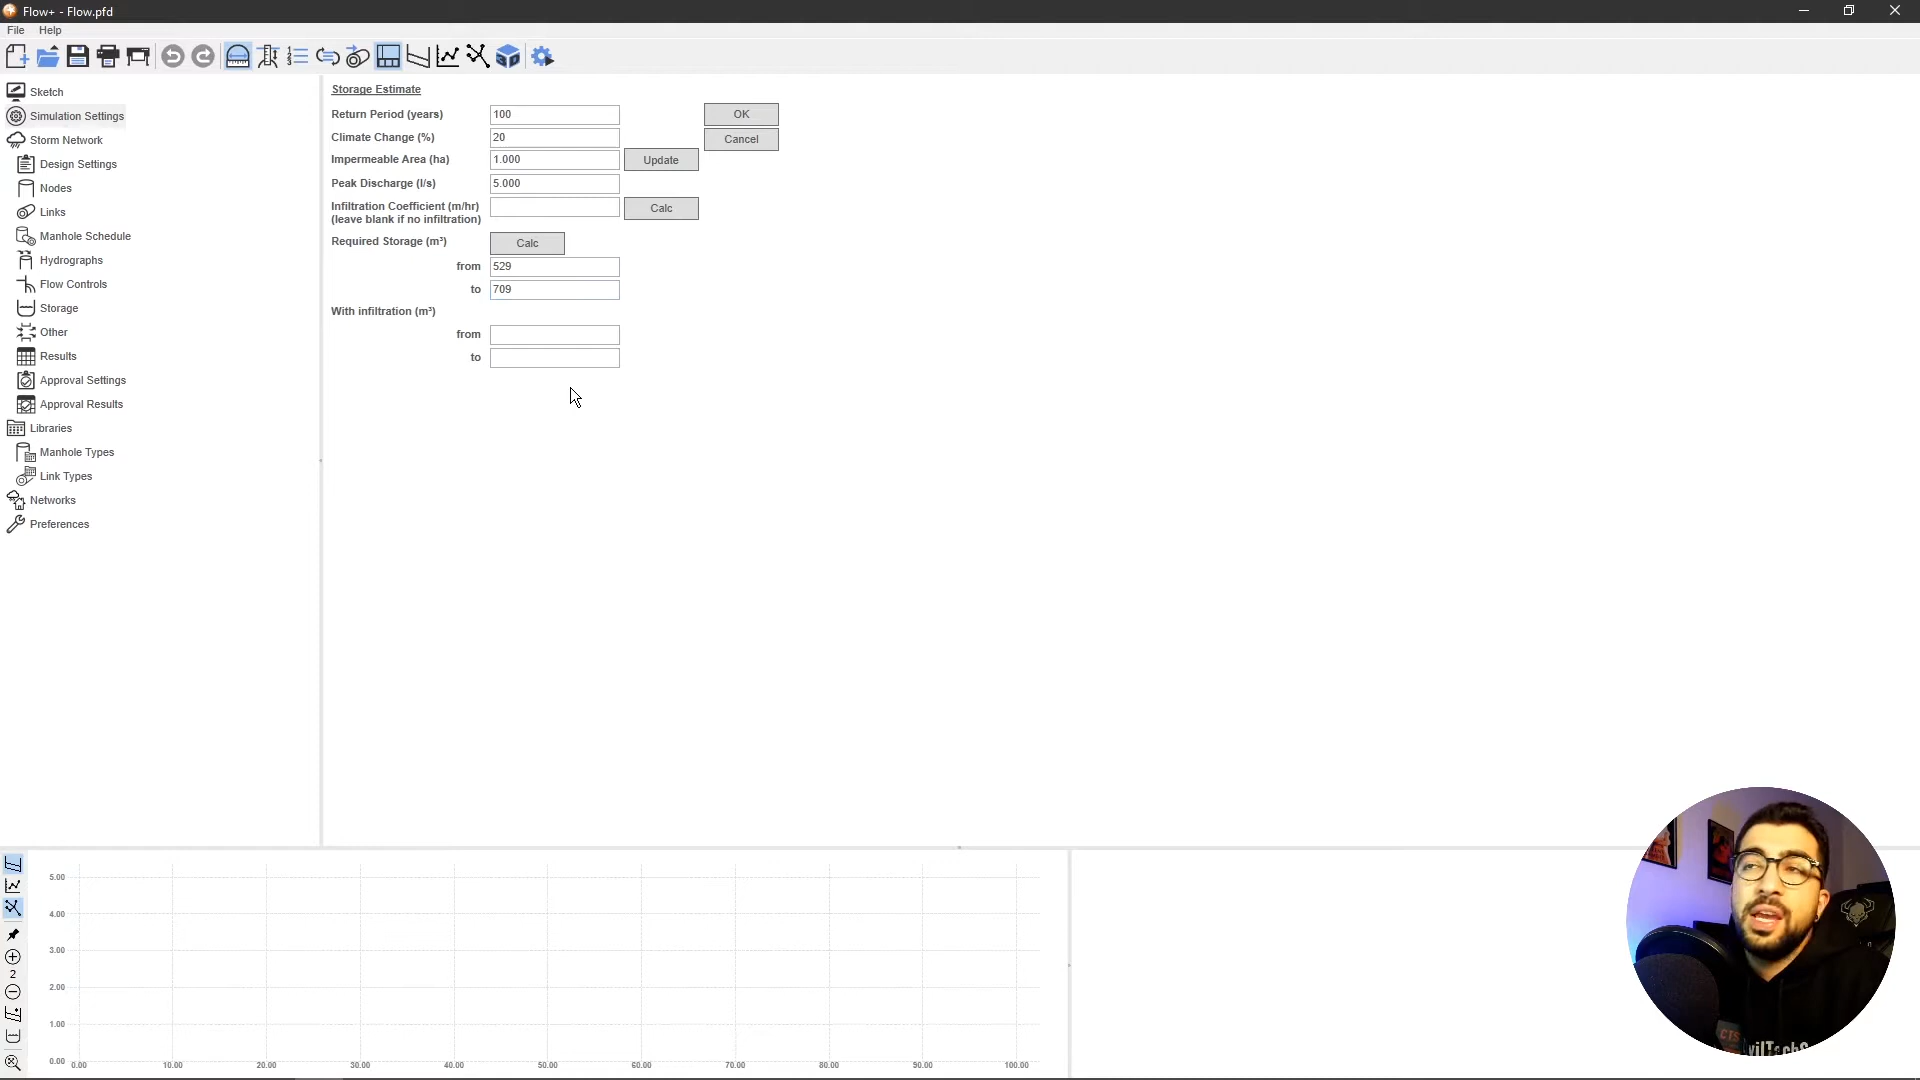 Flow+ - Flow.pfd
File Help
Sketch
Simulation Settings
Storm Network
Design Settings
Nodes
Links
Manhole Schedule
Hydrographs
Flow Controls
Storage
Other
Results
Approval Settings
Approval Results
Libraries
Manhole Types
Link Types
Networks
Preferences
Storage Estimate
Return Period (years) 100 OK
Climate Change (%) 20 Cancel
Impermeable Area (ha) 1.000 Update
Peak Discharge (l/s) 5.000
Infiltration Coefficient (m/hr) Calc
(leave blank if no infiltration)
Required Storage (m³) Calc
from 529
to 709
With infiltration (m³)
from
to
2
5.00
4.00
3.00
2.00
1.00
0.00
0.00 10.00 20.00 30.00 40.00 50.00 60.00 70.00 80.00 90.00 100.00
CTS